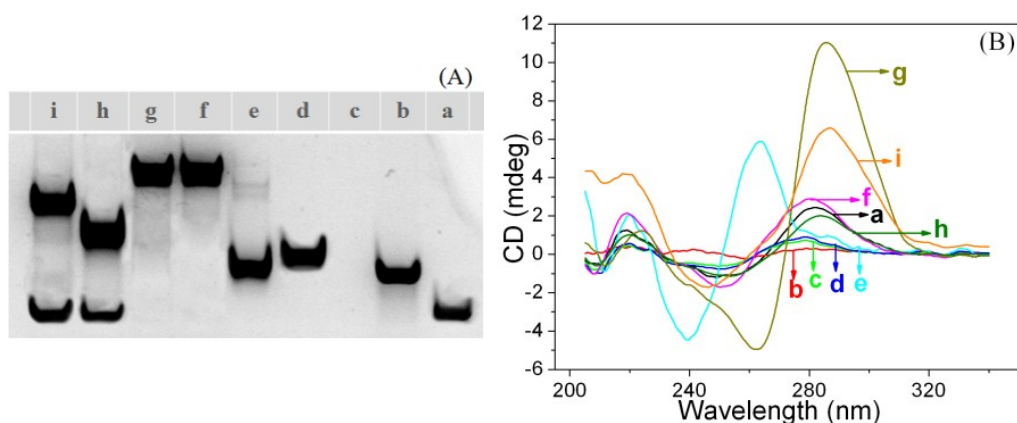 (A)
i h g f e d c b a
(B)
CD (mdeg)
12
10
8
6
4
2
0
-2
-4
-6
g
i
f
a
h
b c d e
200 240 280 320
Wavelength (nm)